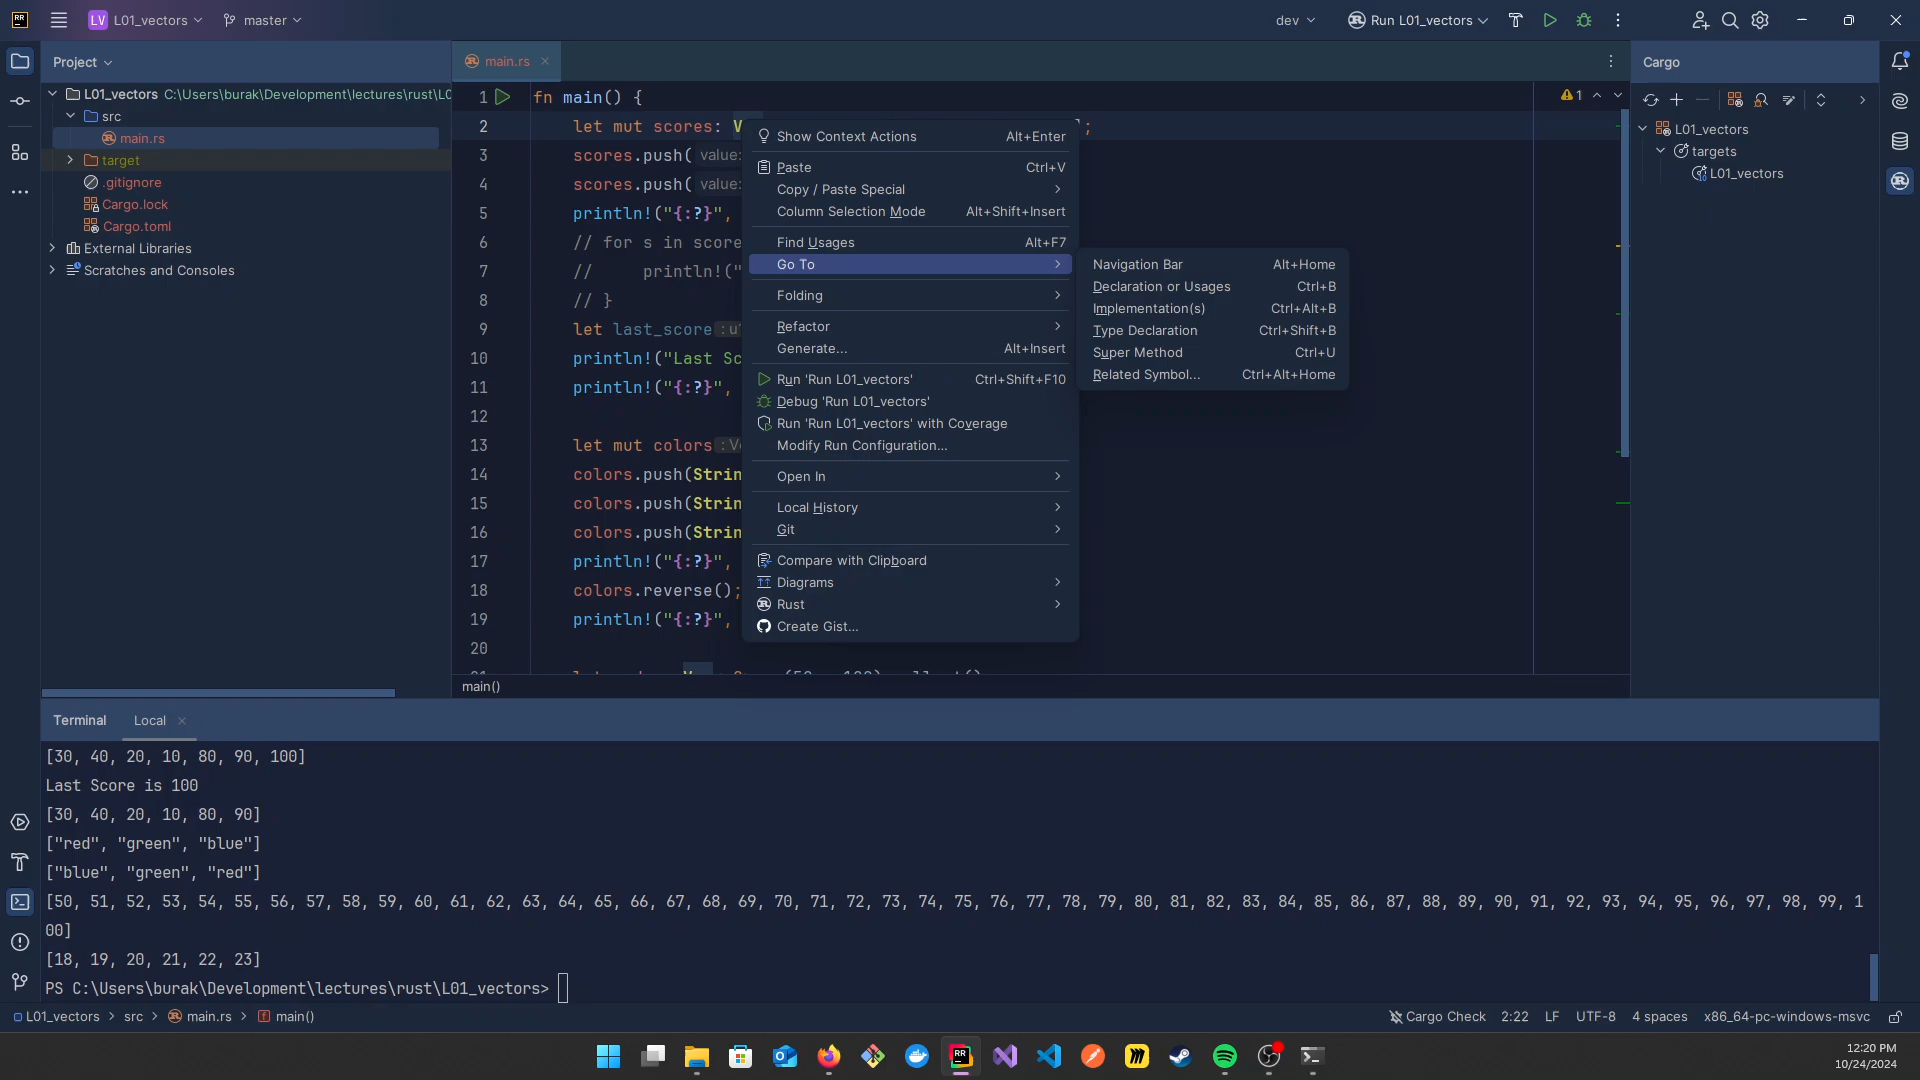 LV L01_vectors master dev Run L01_vectors
Project
L01_vectors C:\Users\burak\Development\lectures\rust\L0
src
main.rs
target
.gitignore
Cargo.lock
Cargo.toml
External Libraries
Scratches and Consoles
main.rs
1 fn main() {
2 let mut scores: V ;
3 scores.push( value:
4 scores.push( value:
5 println!("{:?}",
6 // for s in score
7 // println!("
8 // }
9 let last_score :
10 println!("Last Sc
11 println!("{:?}",
12
13 let mut colors : V
14 colors.push(Strin
15 colors.push(Strin
16 colors.push(Strin
17 println!("{:?}",
18 colors.reverse();
19 println!("{:?}",
20
1
main()
Show Context Actions Alt+Enter
Paste Ctrl+V
Copy / Paste Special
Column Selection Mode Alt+Shift+Insert
Find Usages Alt+F7
Go To
Folding
Refactor
Generate... Alt+Insert
Run 'Run L01_vectors' Ctrl+Shift+F10
Debug 'Run L01_vectors'
Run 'Run L01_vectors' with Coverage
Modify Run Configuration...
Open In
Local History
Git
Compare with Clipboard
Diagrams
Rust
Create Gist...
Navigation Bar Alt+Home
Declaration or Usages Ctrl+B
Implementation(s) Ctrl+Alt+B
Type Declaration Ctrl+Shift+B
Super Method Ctrl+U
Related Symbol... Ctrl+Alt+Home
Cargo
L01_vectors
targets
L01_vectors
Terminal Local
[30, 40, 20, 10, 80, 90, 100]
Last Score is 100
[30, 40, 20, 10, 80, 90]
["red", "green", "blue"]
["blue", "green", "red"]
[50, 51, 52, 53, 54, 55, 56, 57, 58, 59, 60, 61, 62, 63, 64, 65, 66, 67, 68, 69, 70, 71, 72, 73, 74, 75, 76, 77, 78, 79, 80, 81, 82, 83, 84, 85, 86, 87, 88, 89, 90, 91, 92, 93, 94, 95, 96, 97, 98, 99, 1
00]
[18, 19, 20, 21, 22, 23]
PS C:\Users\burak\Development\lectures\rust\L01_vectors>
L01_vectors > src > main.rs > main() Cargo Check 2:22 LF UTF-8 4 spaces x86_64-pc-windows-msvc
12:20 PM
10/24/2024